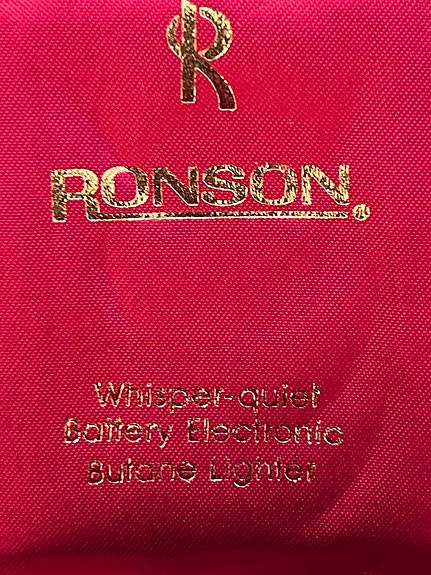 R
RONSON®
Whisper-quiet
Battery Electronic
Butane Lighter